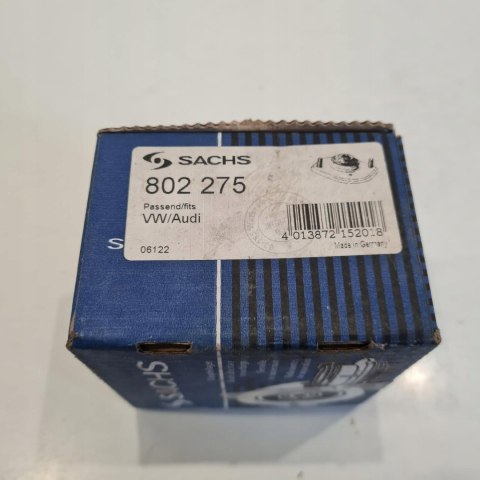 SACHS
802 275
Passend/fits
VW/Audi
06122
4 013872 152018
Made in Germany
S
SACHS